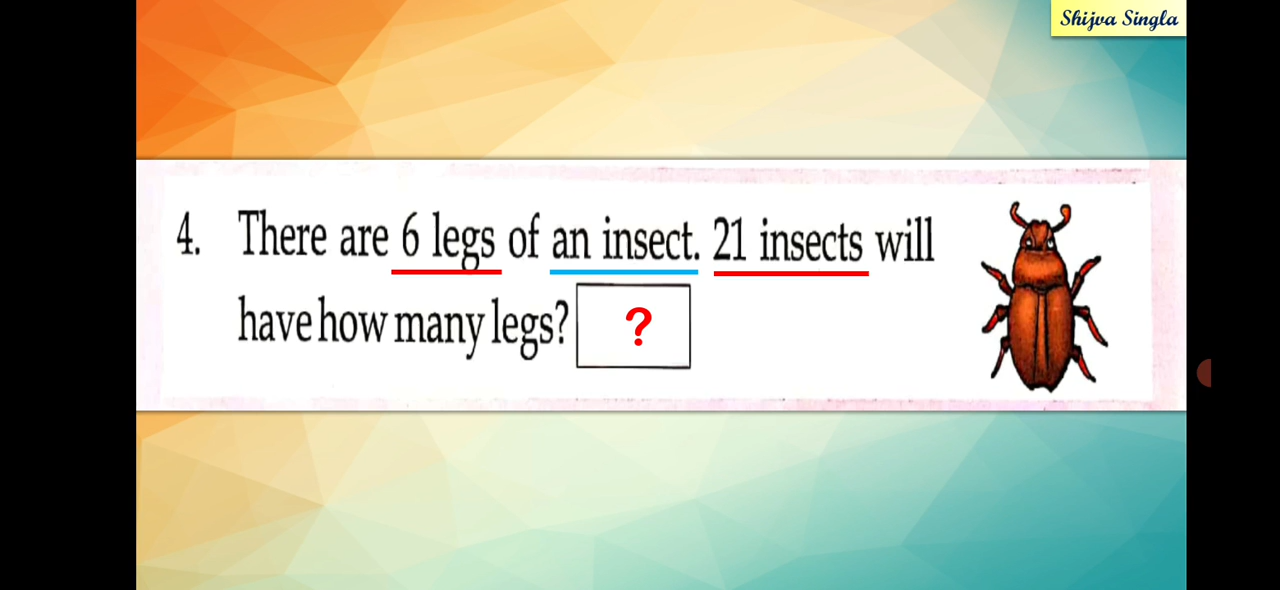 Shijva Singla
4. There are 6 legs of an insect. 21 insects will
have how many legs? ?